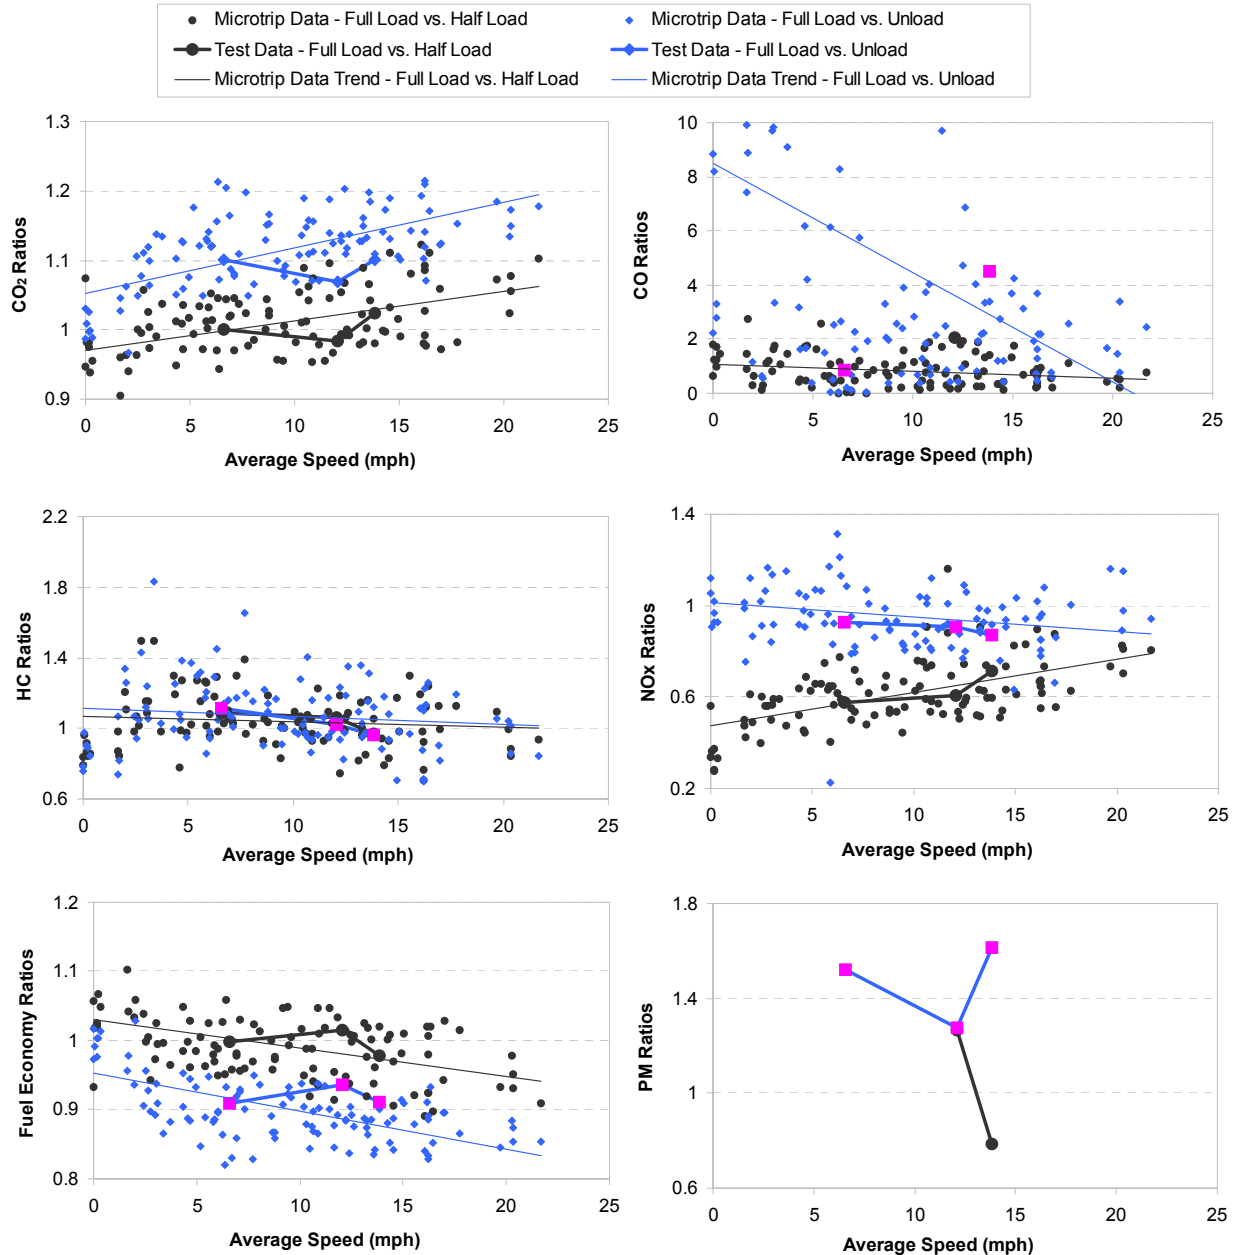 Microtrip Data - Full Load vs. Half Load
Microtrip Data - Full Load vs. Unload
Test Data - Full Load vs. Half Load
Test Data - Full Load vs. Unload
Microtrip Data Trend - Full Load vs. Half Load
Microtrip Data Trend - Full Load vs. Unload
CO₂ Ratios
1.3
1.2
1.1
1
0.9
0 5 10 15 20 25
Average Speed (mph)
CO Ratios
10
8
6
4
2
0
0 5 10 15 20 25
Average Speed (mph)
HC Ratios
2.2
1.8
1.4
1
0.6
0 5 10 15 20 25
Average Speed (mph)
NOx Ratios
1.4
1
0.6
0.2
0 5 10 15 20 25
Average Speed (mph)
Fuel Economy Ratios
1.2
1.1
1
0.9
0.8
0 5 10 15 20 25
Average Speed (mph)
PM Ratios
1.8
1.4
1
0.6
0 5 10 15 20 25
Average Speed (mph)